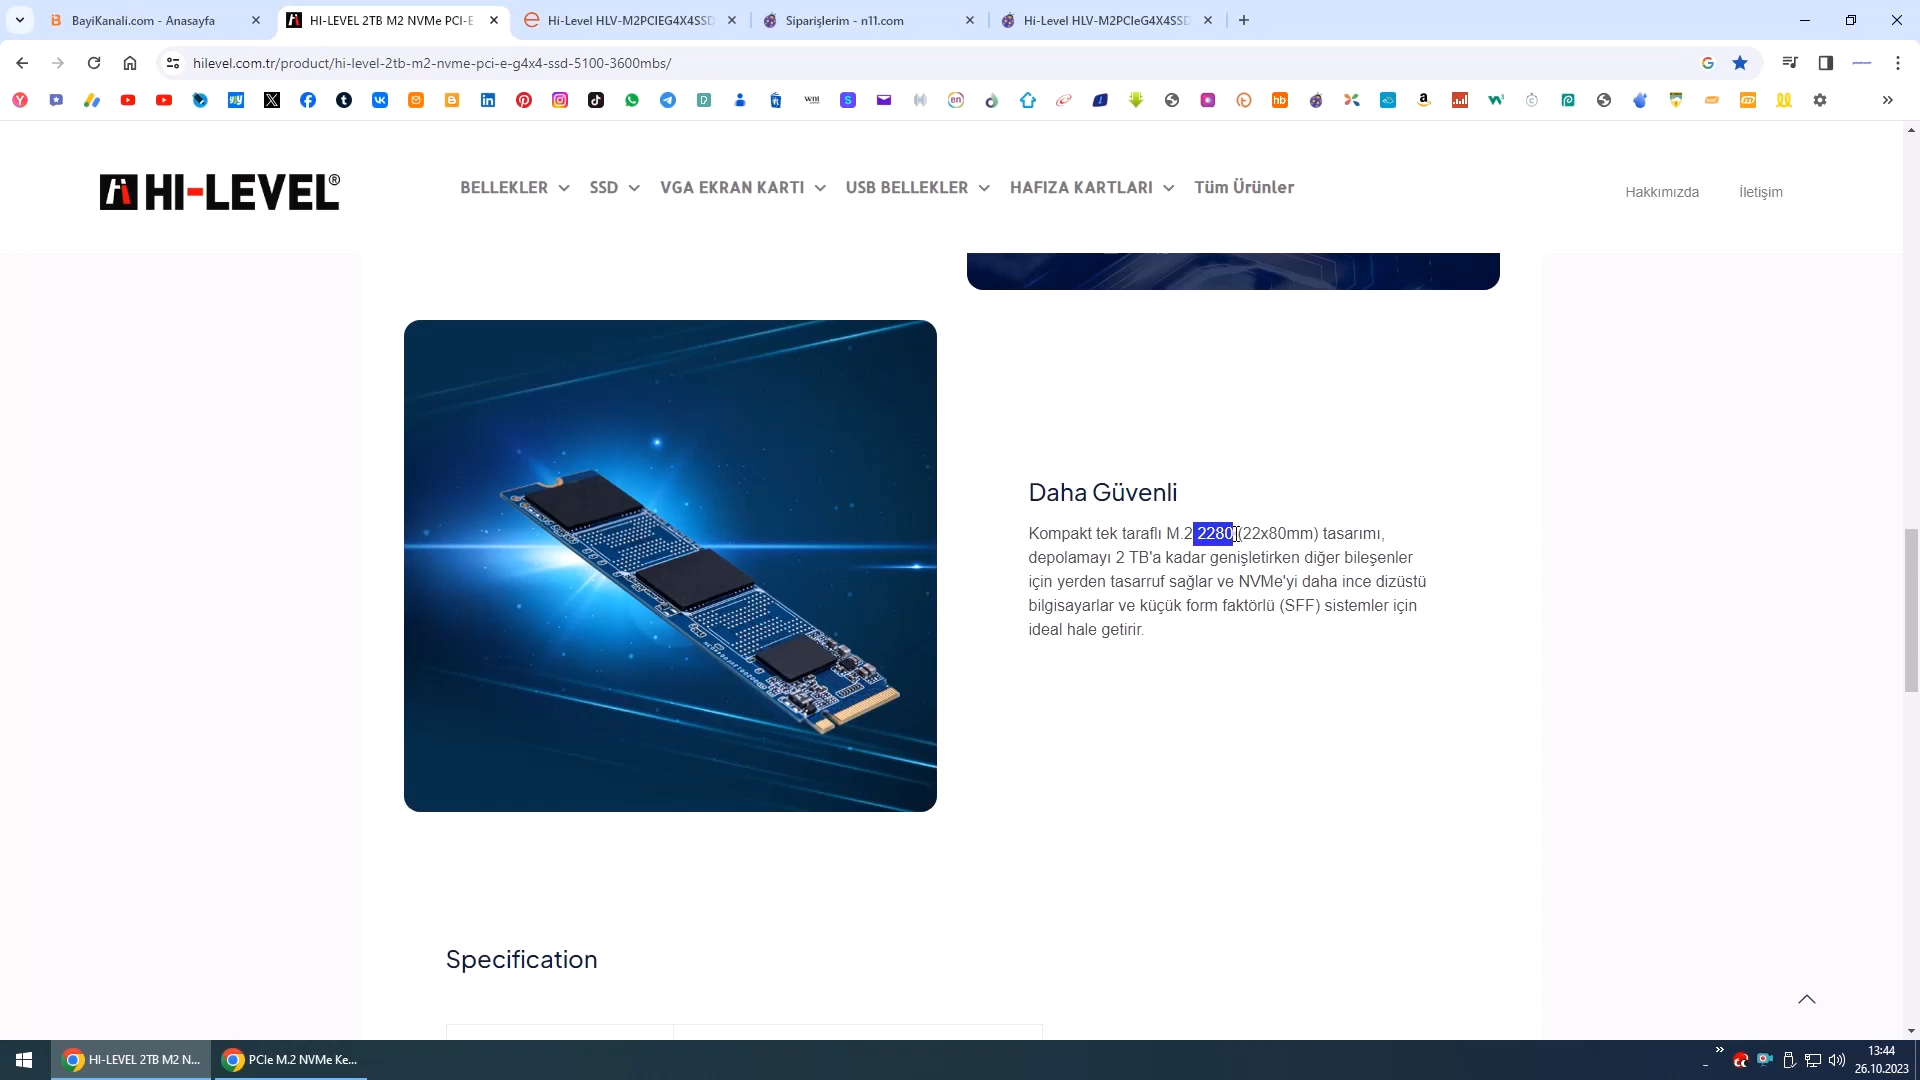 BayiKanali.com - Anasayfa
HI-LEVEL 2TB M2 NVMe PCI-E
Hi-Level HLV-M2PCIEG4X4SSD
Siparişlerim - n11.com
Hi-Level HLV-M2PCIeG4X4SSD
hilevel.com.tr/product/hi-level-2tb-m2-nvme-pci-e-g4x4-ssd-5100-3600mbs/
HI-LEVEL®
BELLEKLER
SSD
VGA EKRAN KARTI
USB BELLEKLER
HAFIZA KARTLARI
Tüm Ürünler
Hakkımızda
İletişim
Daha Güvenli
Kompakt tek taraflı M.2 2280 (22x80mm) tasarımı,
depolamayı 2 TB'a kadar genişletirken diğer bileşenler
için yerden tasarruf sağlar ve NVMe'yi daha ince dizüstü
bilgisayarlar ve küçük form faktörlü (SFF) sistemler için
ideal hale getirir.
Specification
HI-LEVEL 2TB M2 N...
PCIe M.2 NVMe Ke...
13:44
26.10.2023